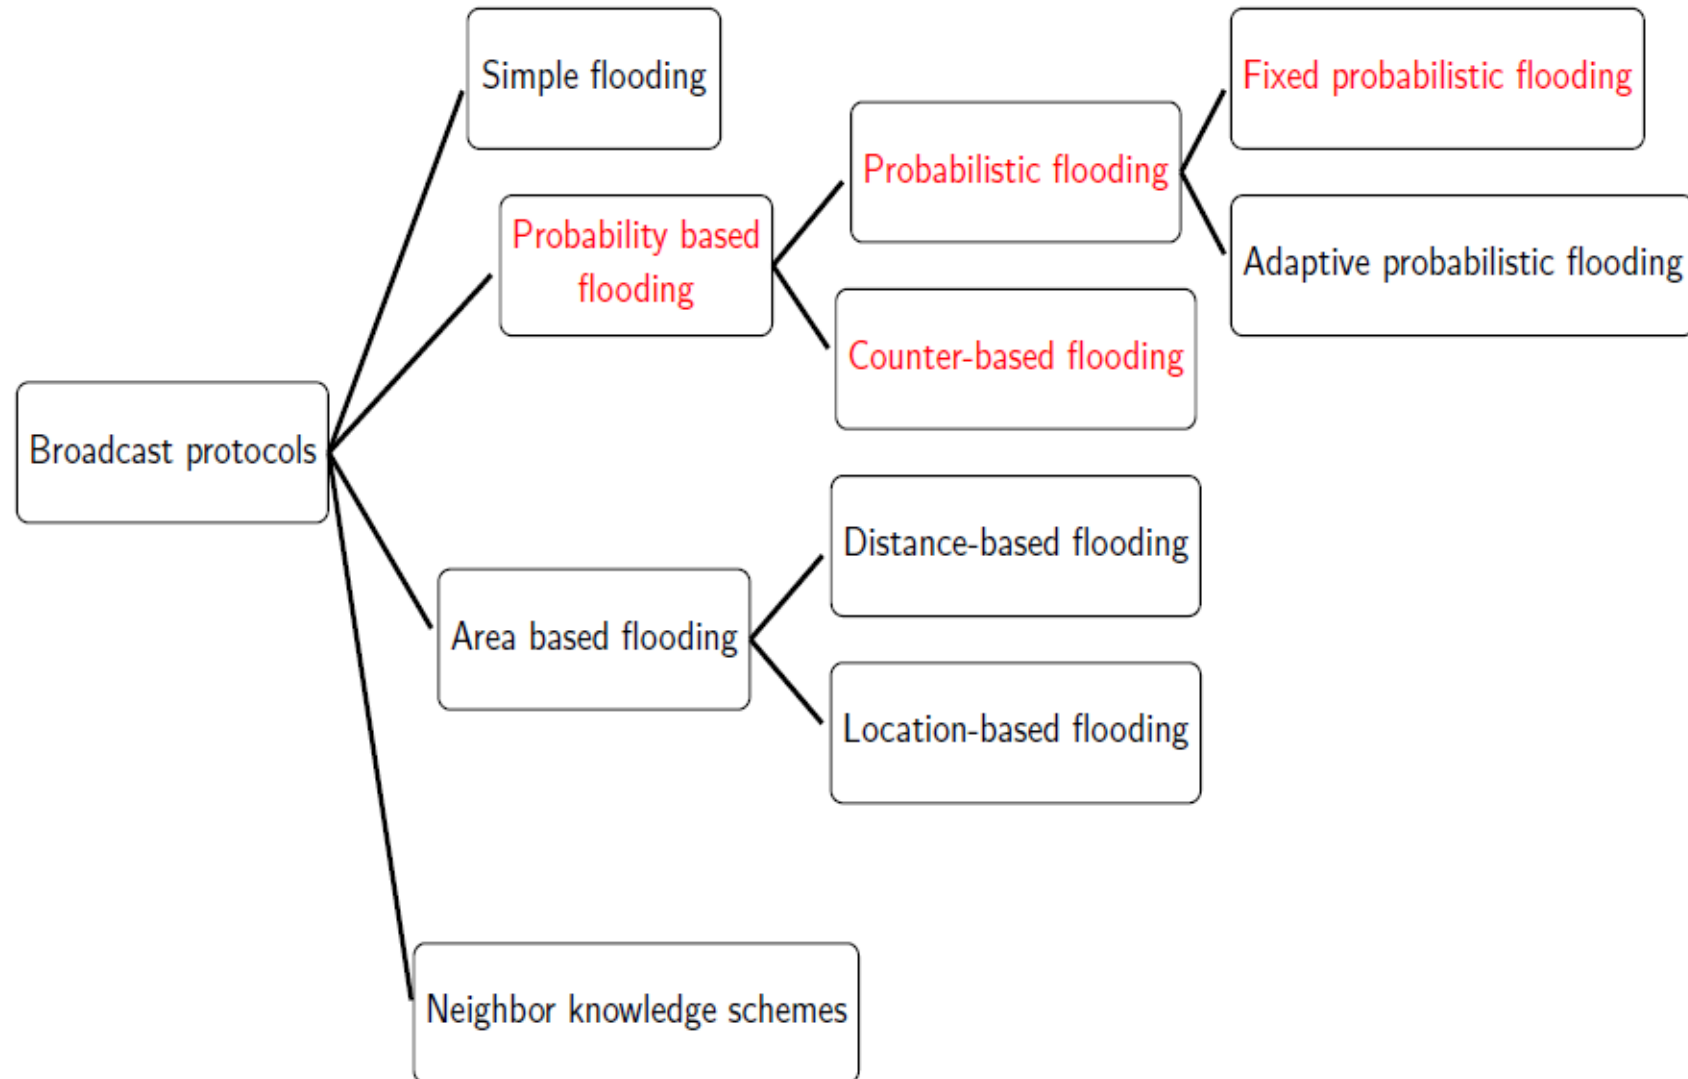 Simple flooding
Fixed probabilistic flooding
Probabilistic flooding
Probability based
flooding
Adaptive probabilistic flooding
Counter-based flooding
Broadcast protocols
Distance-based flooding
Area based flooding
Location-based flooding
Neighbor knowledge schemes